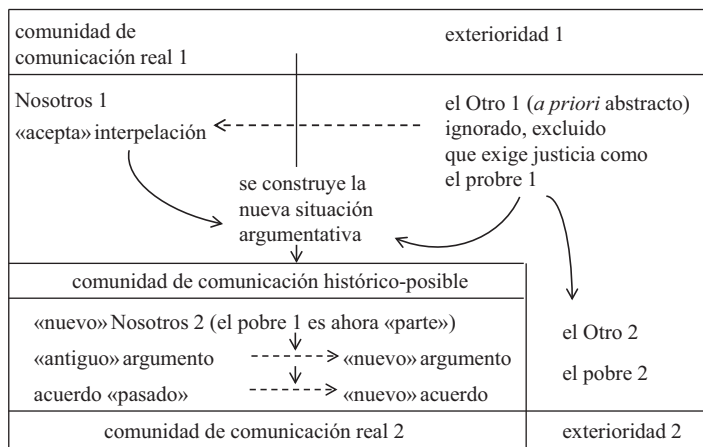 comunidad de
comunicación real 1
exterioridad 1
Nosotros 1
«acepta» interpelación
el Otro 1 (a priori abstracto)
ignorado, excluido
que exige justicia como
el probre 1
se construye la
nueva situación
argumentativa
comunidad de comunicación histórico-posible
«nuevo» Nosotros 2 (el pobre 1 es ahora «parte»)
«antiguo» argumento
«nuevo» argumento
acuerdo «pasado»
«nuevo» acuerdo
el Otro 2
el pobre 2
comunidad de comunicación real 2
exterioridad 2